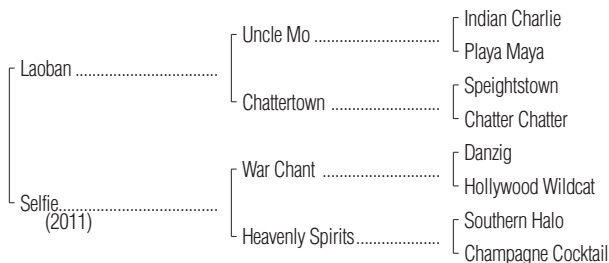 Indian Charlie
Uncle Mo ..................................
Playa Maya
Laoban ......................................
Speightstown
Chattertown .............................
Chatter Chatter
Danzig
War Chant ...............................
Hollywood Wildcat
Selfie..........................................
(2011)
Southern Halo
Heavenly Spirits......................
Champagne Cocktail